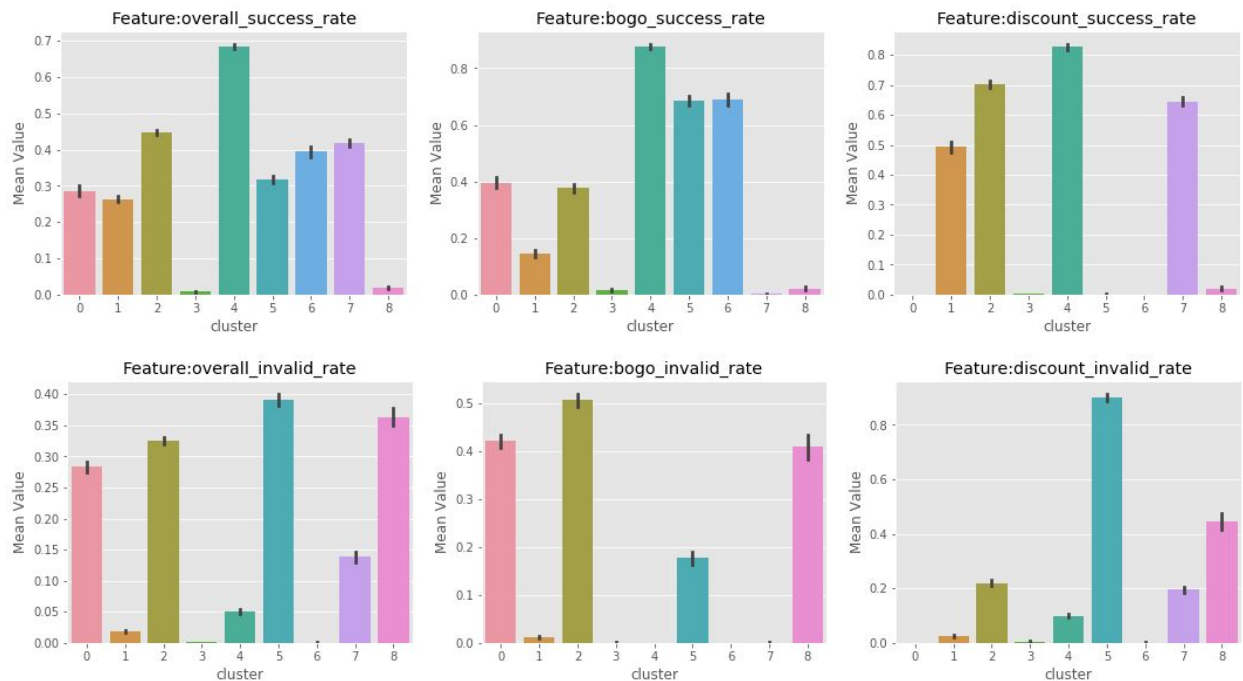 Feature:overall_success_rate
Mean Value
0.7
0.6
0.5
0.4
0.3
0.2
0.1
0.0
0 1 2 3 4 5 6 7 8
cluster
Feature:bogo_success_rate
Mean Value
0.8
0.6
0.4
0.2
0.0
0 1 2 3 4 5 6 7 8
cluster
Feature:discount_success_rate
Mean Value
0.8
0.7
0.6
0.5
0.4
0.3
0.2
0.1
0.0
0 1 2 3 4 5 6 7 8
cluster
Feature:overall_invalid_rate
Mean Value
0.40
0.35
0.30
0.25
0.20
0.15
0.10
0.05
0.00
0 1 2 3 4 5 6 7 8
cluster
Feature:bogo_invalid_rate
Mean Value
0.5
0.4
0.3
0.2
0.1
0.0
0 1 2 3 4 5 6 7 8
cluster
Feature:discount_invalid_rate
Mean Value
0.8
0.6
0.4
0.2
0.0
0 1 2 3 4 5 6 7 8
cluster